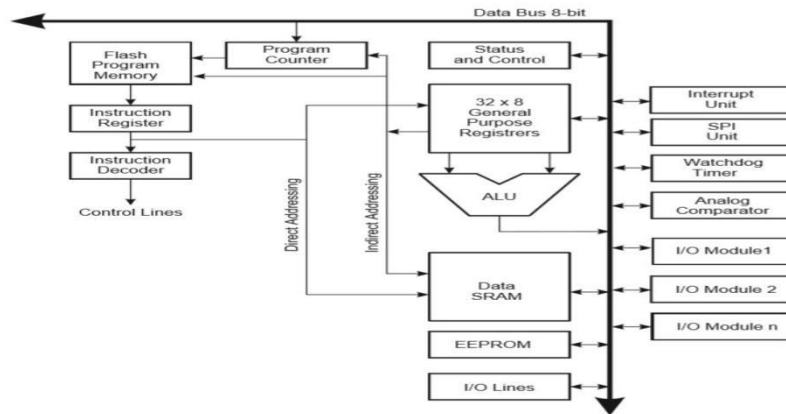 Data Bus 8-bit
Flash
Program
Memory
Program
Counter
Status
and Control
Instruction
Register
32 x 8
General
Purpose
Registrers
Instruction
Decoder
Control Lines
Direct Addressing
Indirect Addressing
ALU
Data
SRAM
EEPROM
I/O Lines
Interrupt
Unit
SPI
Unit
Watchdog
Timer
Analog
Comparator
I/O Module1
I/O Module 2
I/O Module n